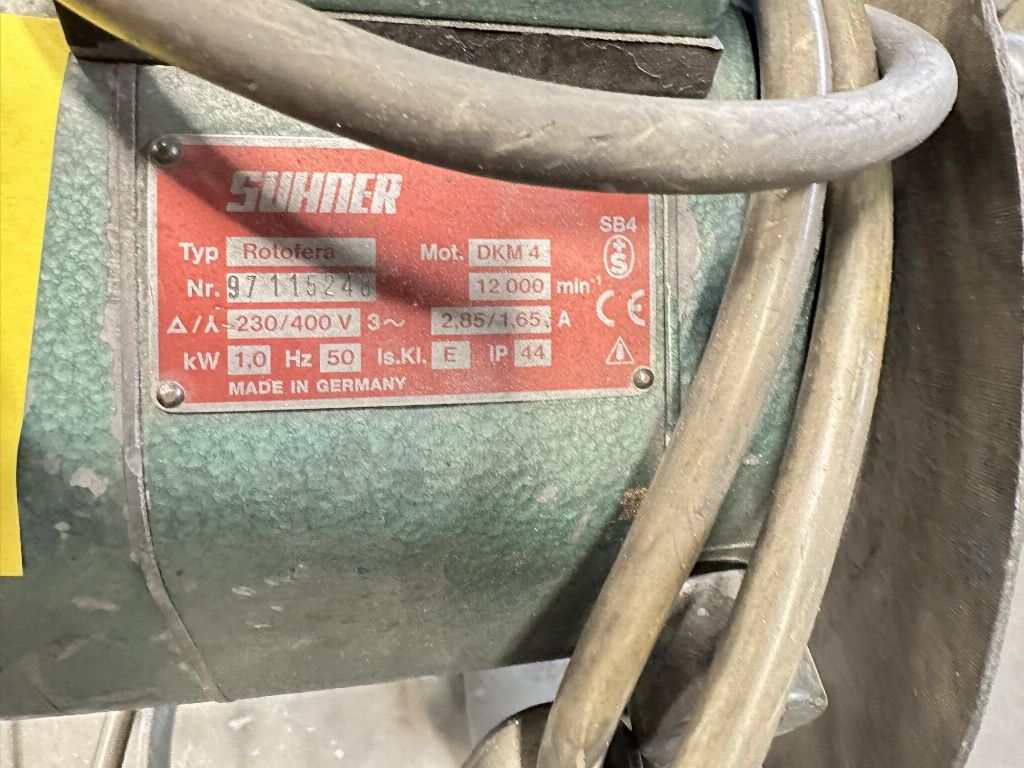 SUHNER
SB4
Typ Rotofera Mot. DKM 4
Nr. 12 000 min⁻¹
+S
Δ/⅄ ~230/400 V 3~ 2,85/1,65 A CE
kW 1,0 Hz 50 Is.Kl. E IP 44
MADE IN GERMANY